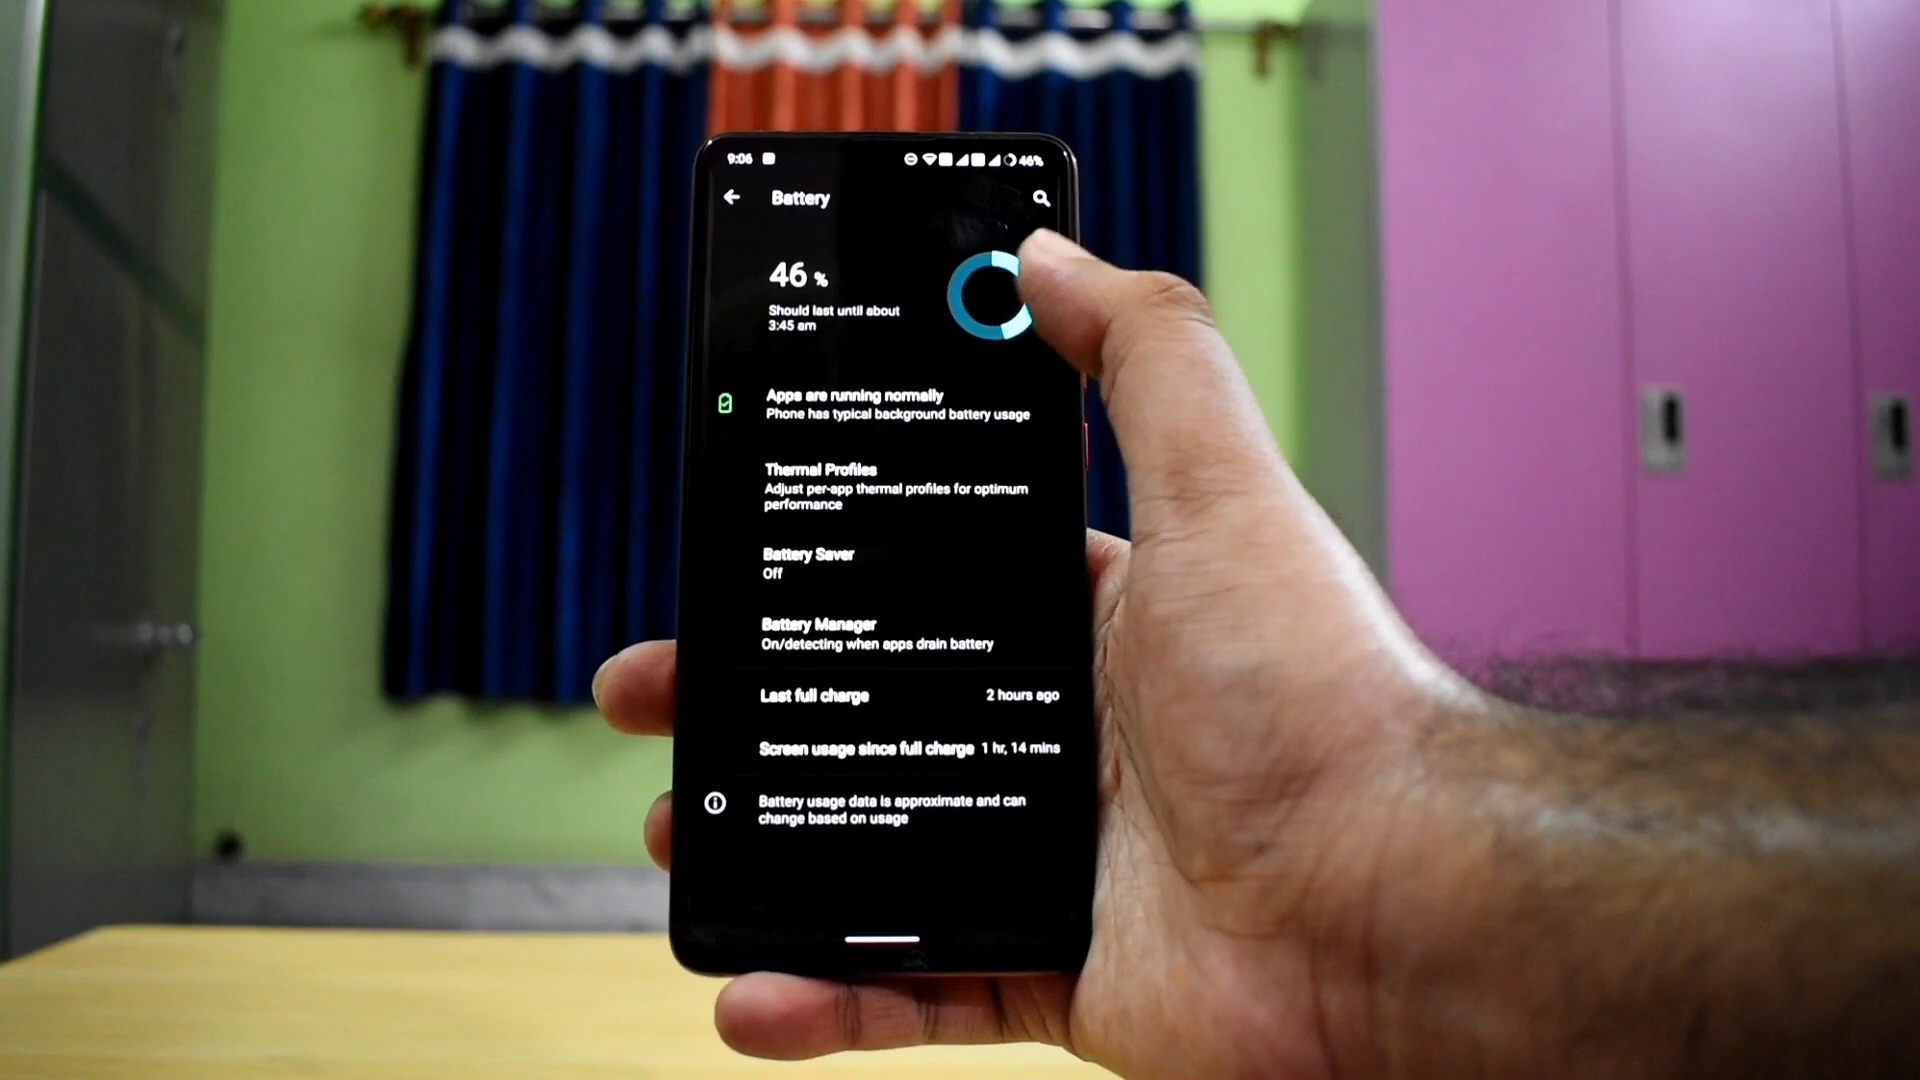 9:06 46%
Battery
46 %
Should last until about
3:45 am
Apps are running normally
Phone has typical background battery usage
Thermal Profiles
Adjust per-app thermal profiles for optimum
performance
Battery Saver
Off
Battery Manager
On/detecting when apps drain battery
Last full charge 2 hours ago
Screen usage since full charge 1 hr, 14 mins
Battery usage data is approximate and can
change based on usage